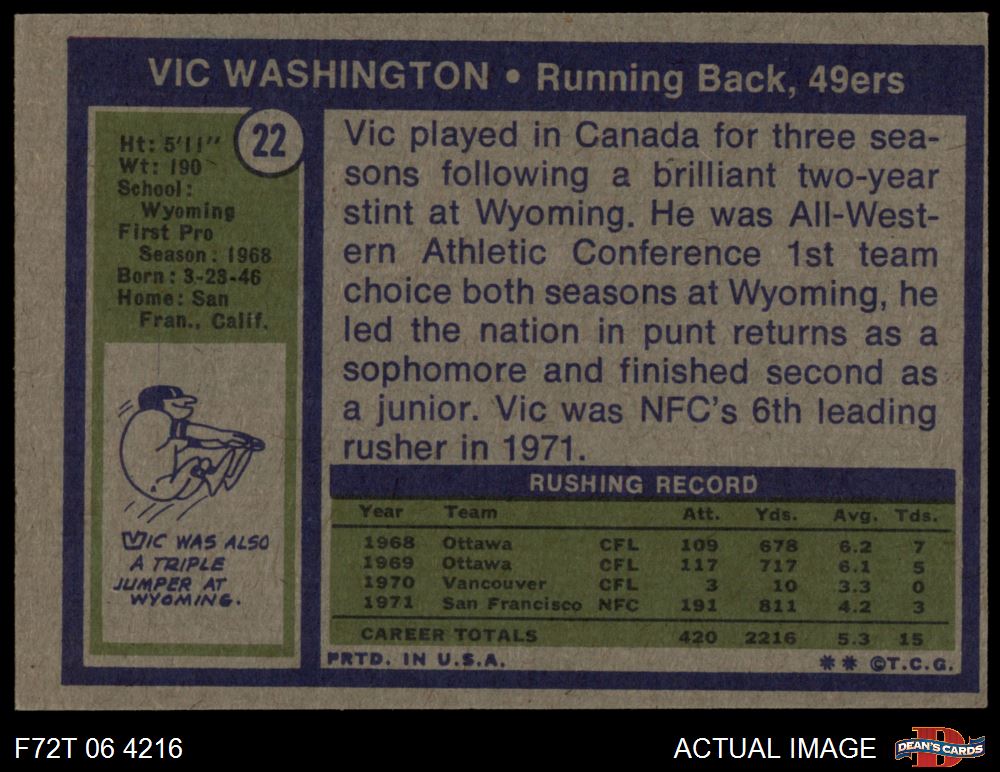 VIC WASHINGTON • Running Back, 49ers
22
Ht: 5'11"
Wt: 190
School:
Wyoming
First Pro
Season: 1968
Born: 3-23-46
Home: San
Fran., Calif.
VIC WAS ALSO
A TRIPLE
JUMPER AT
WYOMING.
Vic played in Canada for three sea-
sons following a brilliant two-year
stint at Wyoming. He was All-West-
ern Athletic Conference 1st team
choice both seasons at Wyoming, he
led the nation in punt returns as a
sophomore and finished second as
a junior. Vic was NFC's 6th leading
rusher in 1971.
RUSHING RECORD
Year Team Att. Yds. Avg. Tds.
1968 Ottawa CFL 109 678 6.2 7
1969 Ottawa CFL 117 717 6.1 5
1970 Vancouver CFL 3 10 3.3 0
1971 San Francisco NFC 191 811 4.2 3
CAREER TOTALS 420 2216 5.3 15
PRTD. IN U.S.A. ** ©T.C.G.
F72T 06 4216
ACTUAL IMAGE
D
DEAN'S CARDS